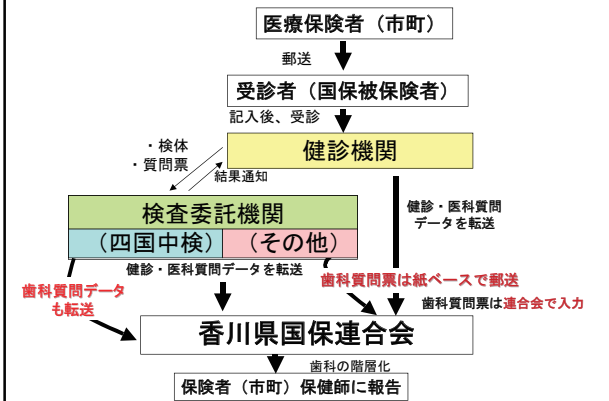 医療保険者（市町）
郵送
受診者（国保被保険者）
記入後、受診
健診機関
・検体
・質問票
結果通知
検査委託機関
（四国中検）
（その他）
健診・医科質問
データを転送
健診・医科質問データを転送
歯科質問データ
も転送
歯科質問票は紙ベースで郵送
歯科質問票は連合会で入力
香川県国保連合会
歯科の階層化
保険者（市町）保健師に報告